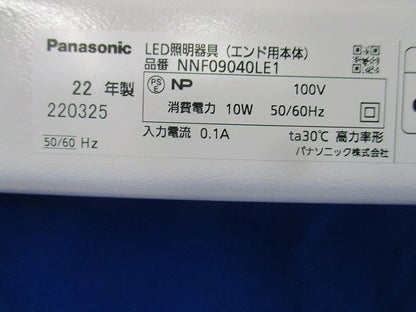 Panasonic LED照明器具（エンド用本体）
品番 NNF09040LE1
22 年製
PS E NP 100V
220325
消費電力 10W 50/60Hz
50/60 Hz
入力電流 0.1A ta30℃ 高力率形
パナソニック株式会社